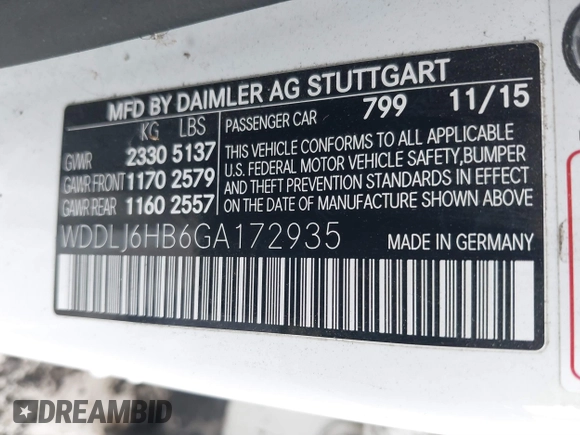 MFD BY DAIMLER AG STUTTGART
KG LBS
GVWR 2330 5137
GAWR FRONT 1170 2579
GAWR REAR 1160 2557
PASSENGER CAR 799 11/15
THIS VEHICLE CONFORMS TO ALL APPLICABLE
U.S. FEDERAL MOTOR VEHICLE SAFETY,BUMPER
AND THEFT PREVENTION STANDARDS IN EFFECT
ON THE DATE OF MANUFACTURE SHOWN ABOVE
WDDLJ6HB6GA172935 MADE IN GERMANY
DREAMBID